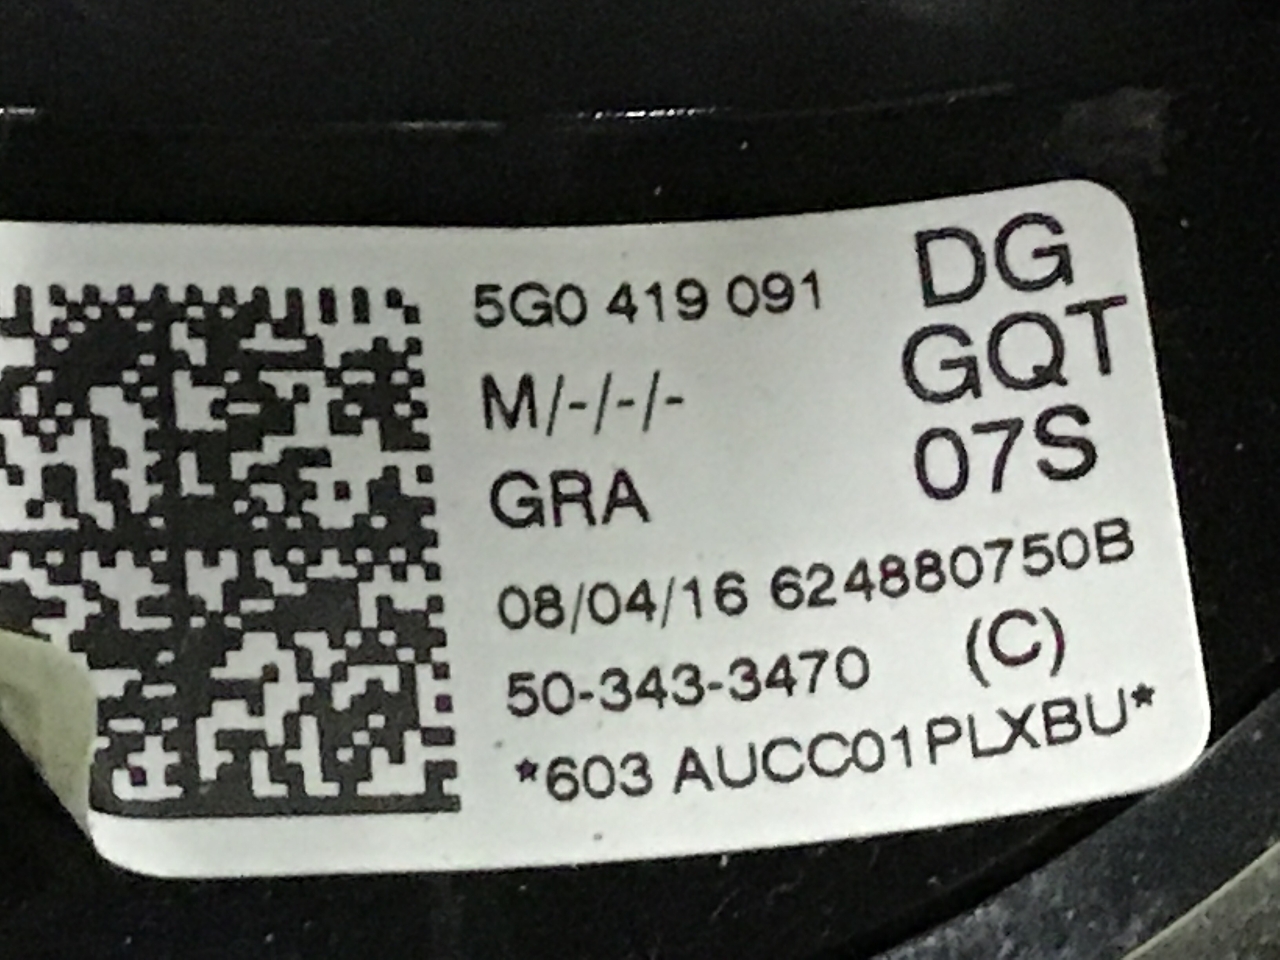 5G0 419 091
M/-/-/-
GRA
DG
GQT
07S
08/04/16 624880750B
50-343-3470 (C)
*603 AUCC01PLXBU*